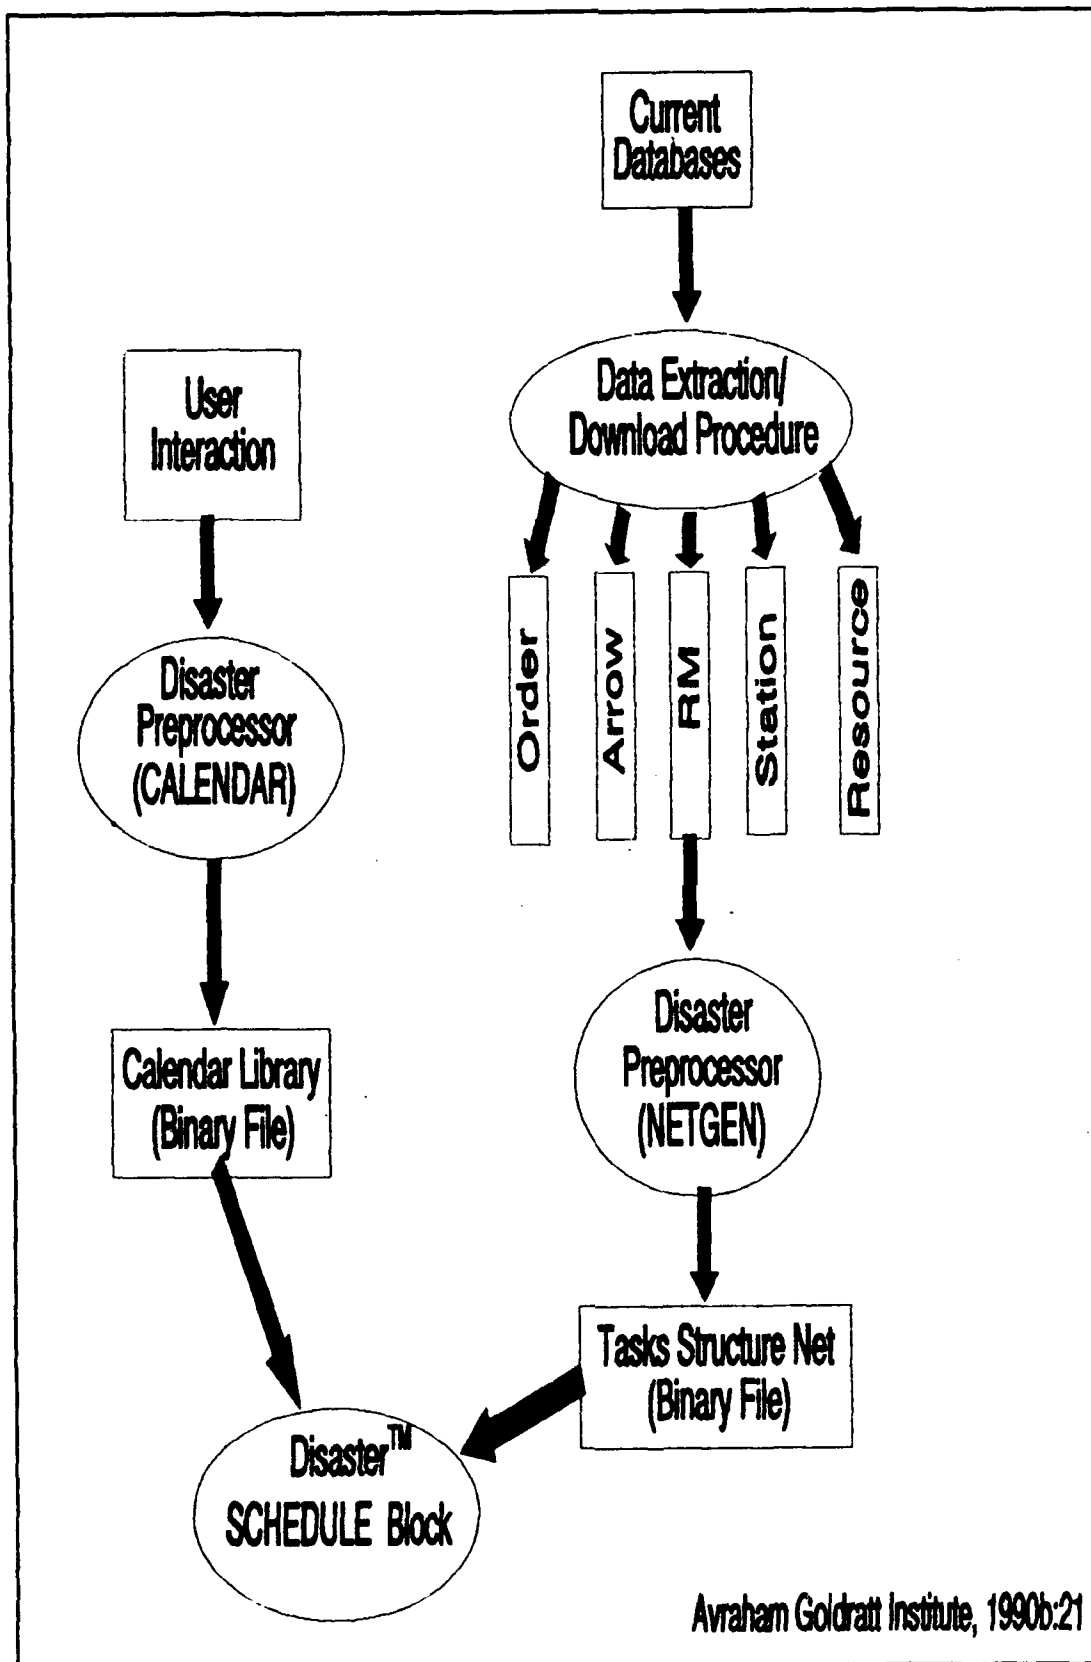 Current
Databases
Data Extraction/
Download Procedure
User
Interaction
Order
Arrow
RM
Station
Resource
Disaster
Preprocessor
(CALENDAR)
Disaster
Preprocessor
(NETGEN)
Calendar Library
(Binary File)
Tasks Structure Net
(Binary File)
Disaster™
SCHEDULE Block
Avraham Goldratt Institute, 1990b:21